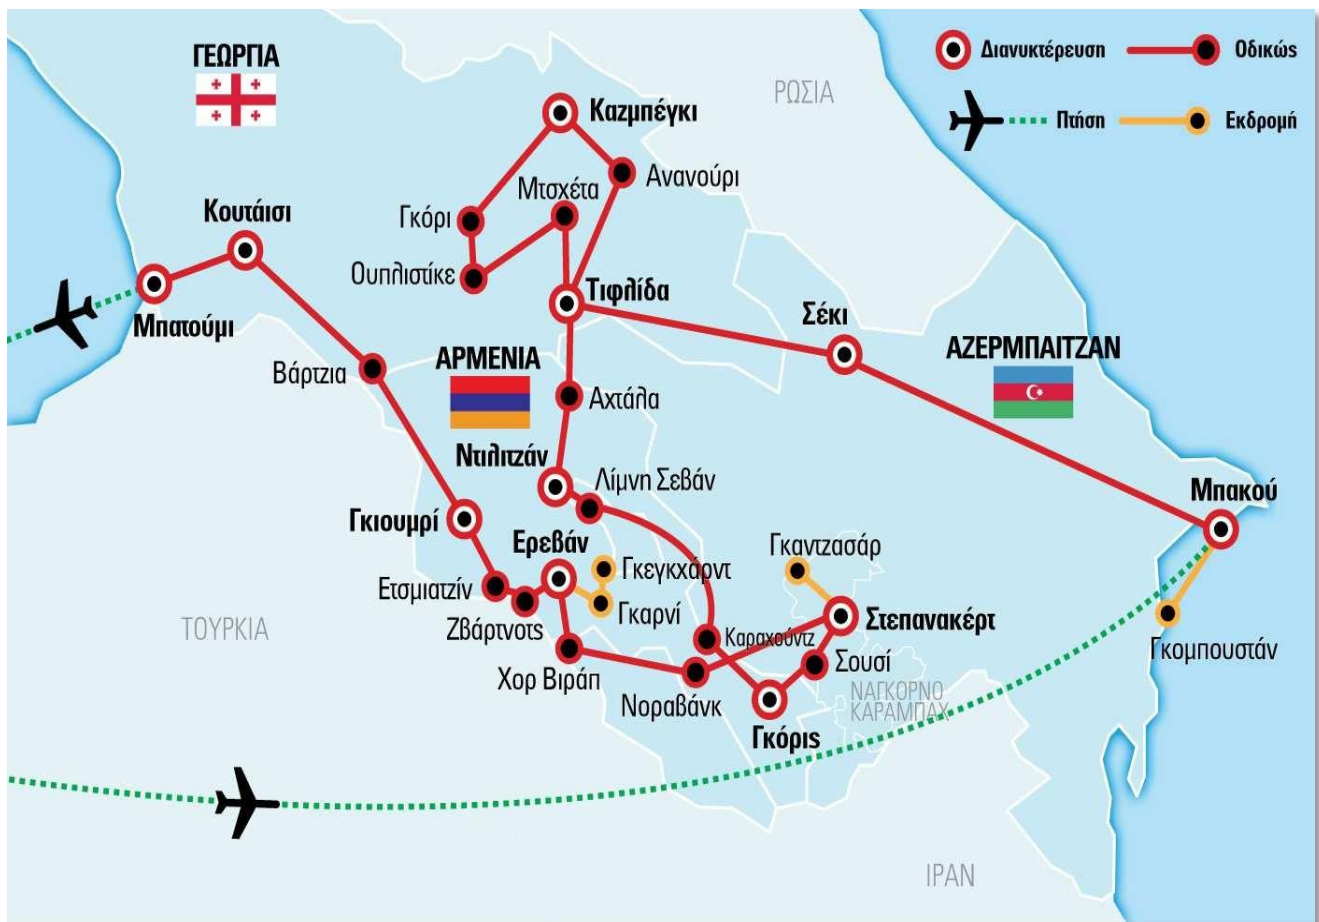 ΓΕΩΡΓΙΑ
ΡΩΣΙΑ
Διανυκτέρευση
Οδικώς
Πτήση
Εκδρομή
Καζμπέγκι
Ανανούρι
Μτσχέτα
Γκόρι
Κουτάισι
Ουπλιστίκε
Τιφλίδα
Μπατούμι
Σέκι
ΑΖΕΡΜΠΑΙΤΖΑΝ
ΑΡΜΕΝΙΑ
Βάρτζια
Αχτάλα
Ντιλιτζάν
Λίμνη Σεβάν
Μπακού
Γκιουμρί
Ερεβάν
Γκαντζασάρ
Γκεγκχάρντ
Ετσμιατζίν
Γκαρνί
Ζβάρτνοτς
Στεπανακέρτ
ΤΟΥΡΚΙΑ
Καραχούντζ
Γκομπουστάν
Σουσί
Χορ Βιράπ
Νοραβάνκ
ΝΑΓΚΟΡΝΟ
ΚΑΡΑΜΠΑΧ
Γκόρις
ΙΡΑΝ